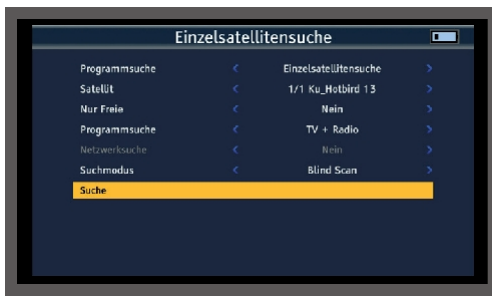 Einzelsatellitensuche
Programmsuche < Einzelsatellitensuche >
Satellit < 1/1 Ku_Hotbird 13 >
Nur Freie < Nein >
Programmsuche < TV + Radio >
Netzwerksuche < Nein >
Suchmodus < Blind Scan >
Suche